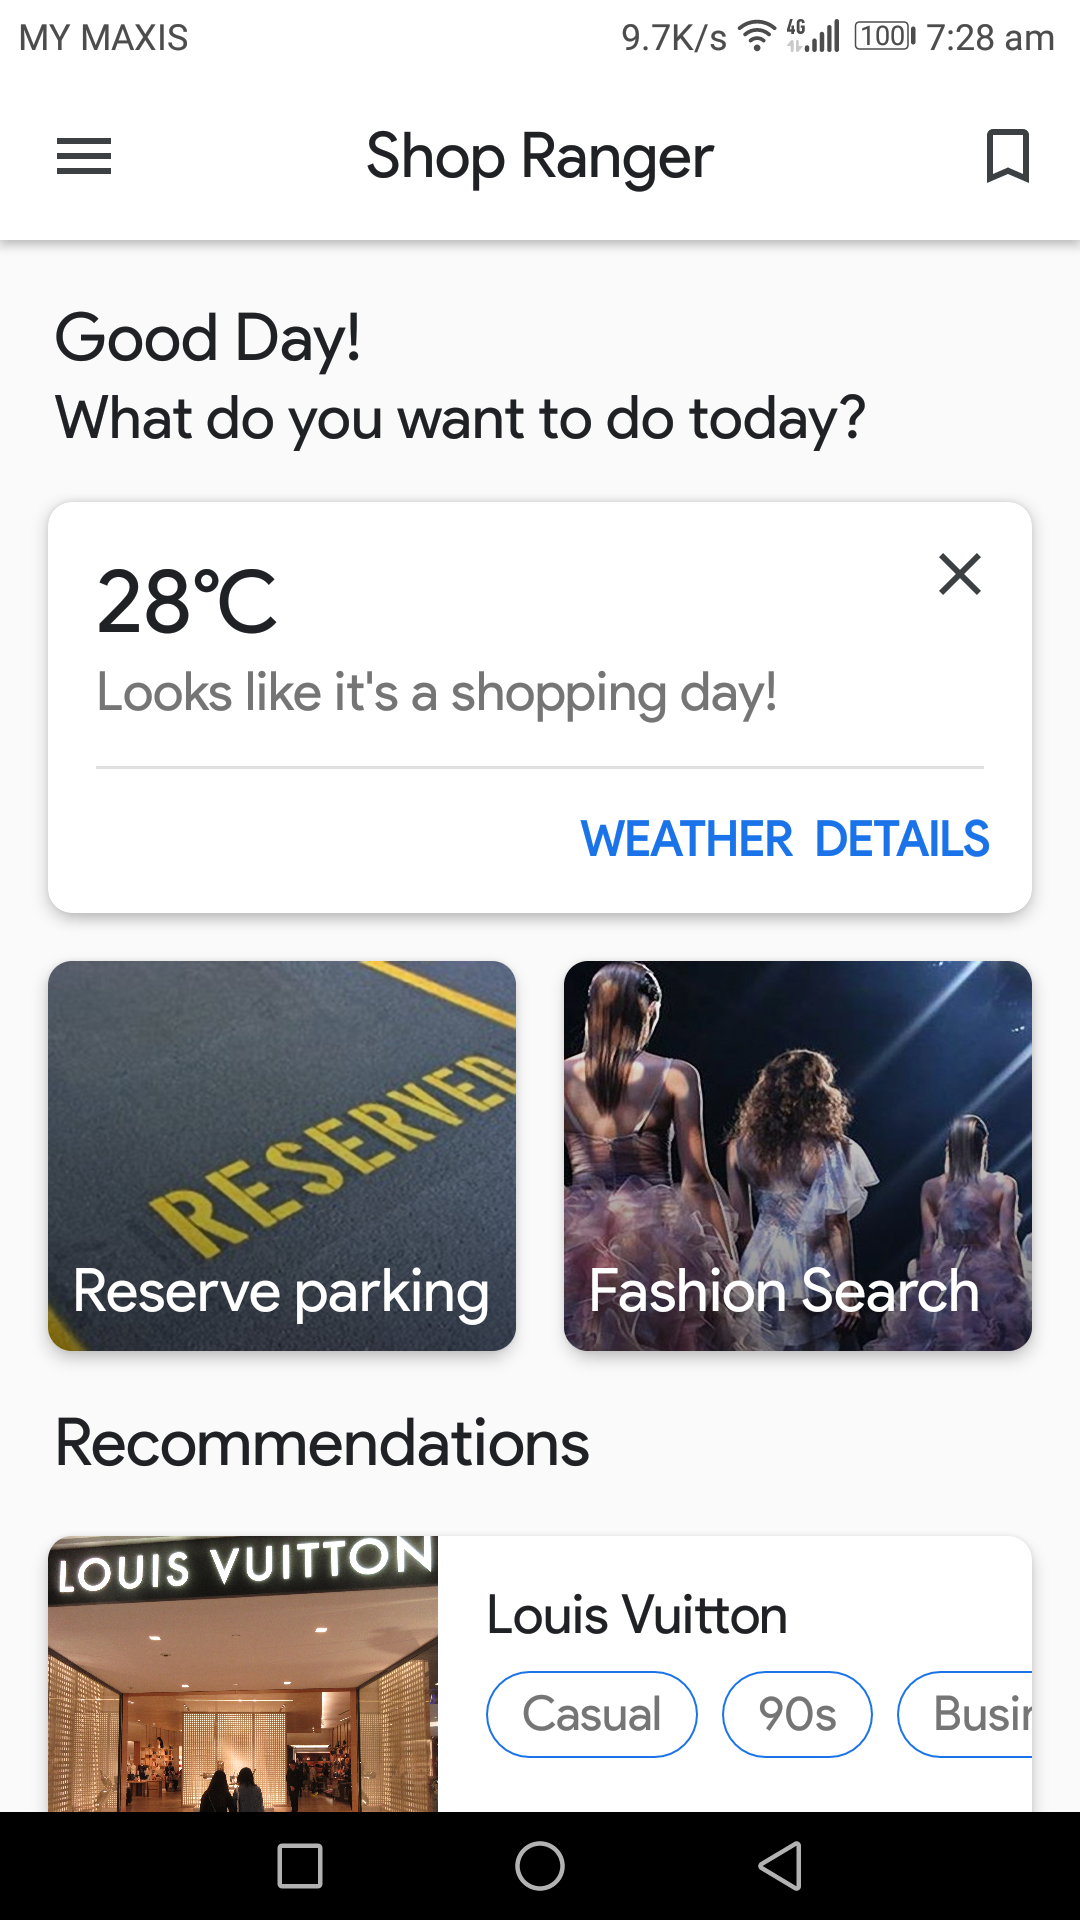 MY MAXIS 9.7K/s 4G 100 7:28 am
Shop Ranger
Good Day!
What do you want to do today?
28°C
Looks like it's a shopping day!
WEATHER DETAILS
RESERVED
Reserve parking
Fashion Search
Recommendations
LOUIS VUITTON
Louis Vuitton
Casual 90s Busin